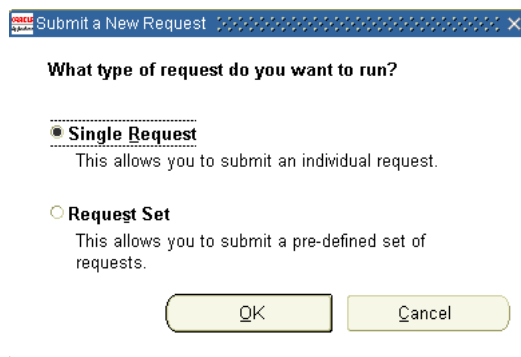 Submit a New Request
What type of request do you want to run?
Single Request
This allows you to submit an individual request.
Request Set
This allows you to submit a pre-defined set of
requests.
OK
Cancel